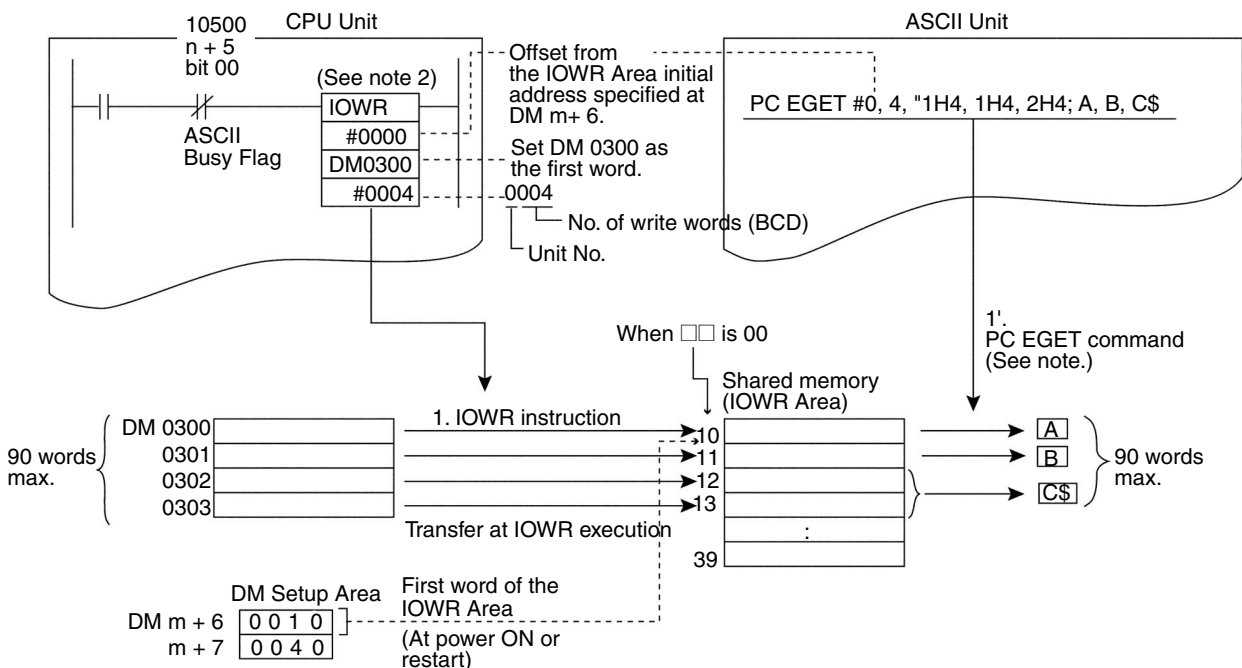 10500
CPU Unit
ASCII Unit
n + 5
bit 00
(See note 2)
IOWR
#0000
DM0300
#0004
ASCII
Busy Flag
Offset from
the IOWR Area initial
address specified at
DM m+ 6.
Set DM 0300 as
the first word.
0004
No. of write words (BCD)
Unit No.
PC EGET #0, 4, "1H4, 1H4, 2H4; A, B, C$
1'.
PC EGET command
(See note.)
When □□ is 00
Shared memory
(IOWR Area)
1. IOWR instruction
DM 0300
0301
0302
0303
90 words
max.
10
11
12
13
:
39
A
B
C$
90 words
max.
Transfer at IOWR execution
DM Setup Area
DM m + 6
0 0 1 0
m + 7
0 0 4 0
First word of the
IOWR Area
(At power ON or
restart)